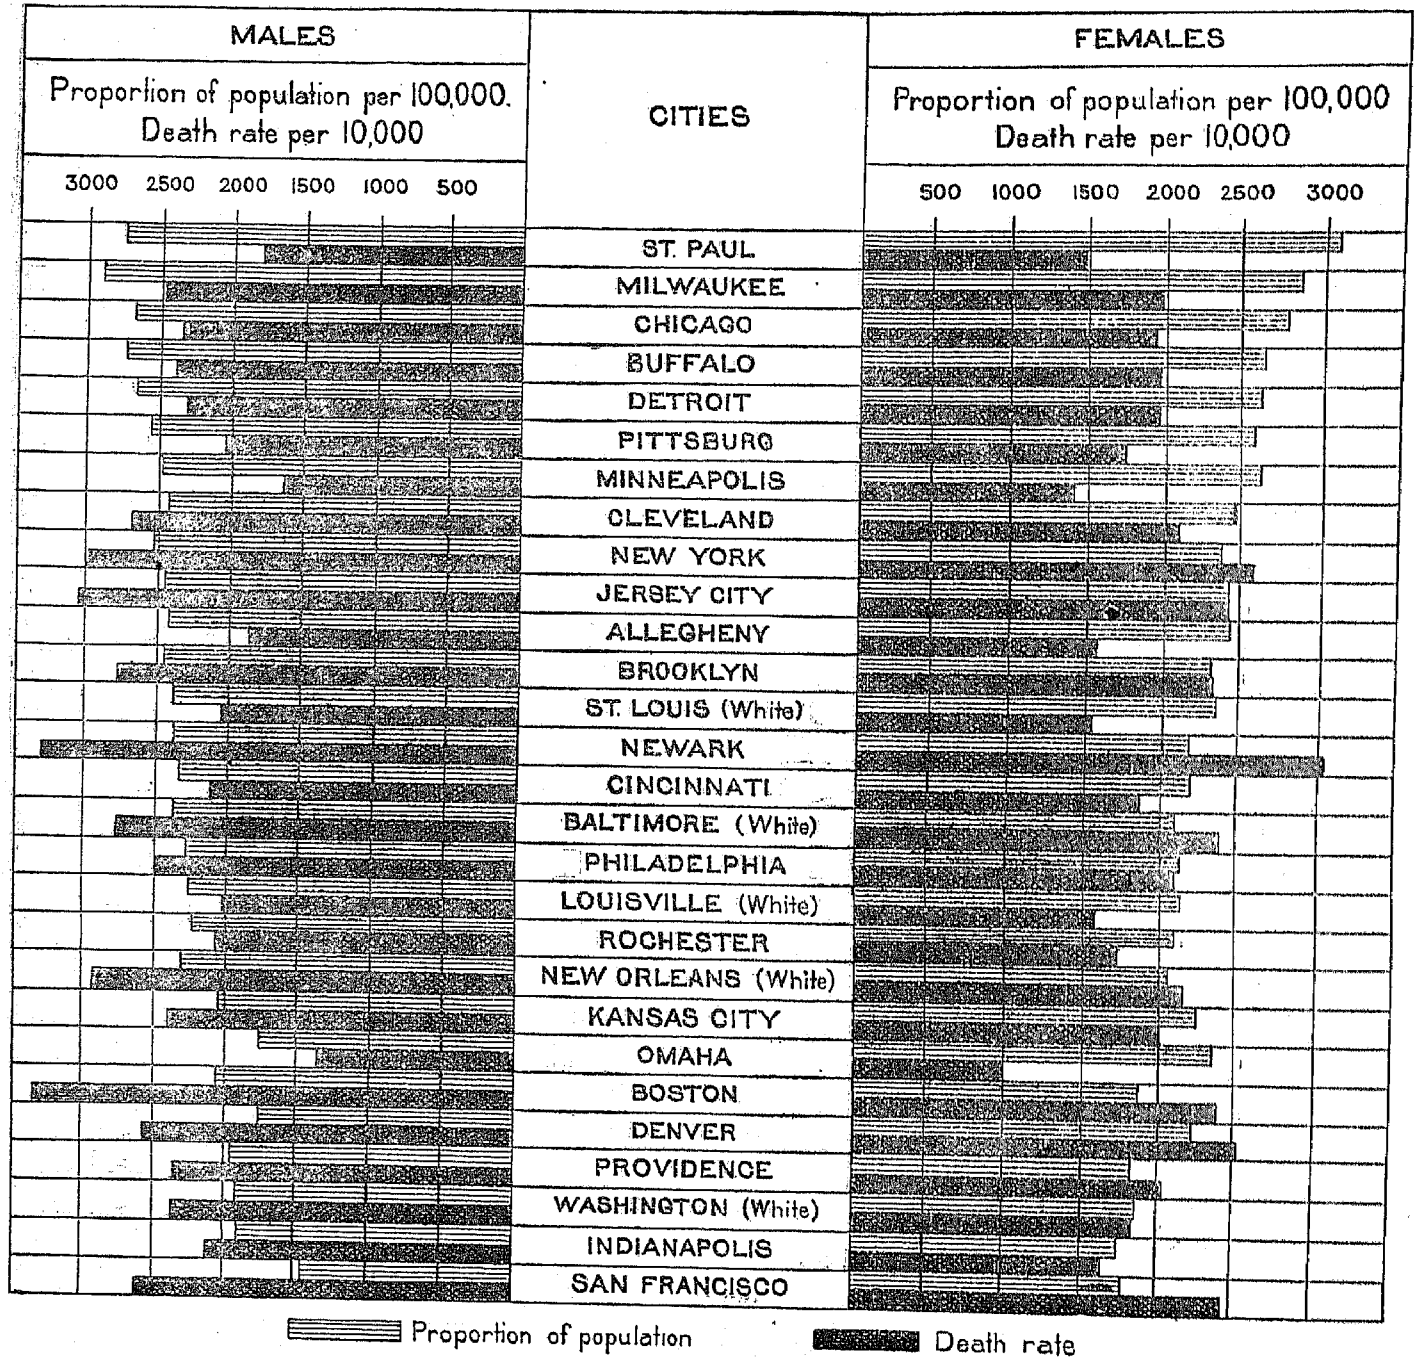 MALES
Proportion of population per 100,000.
Death rate per 10,000
3000 2500 2000 1500 1000 500
CITIES
FEMALES
Proportion of population per 100,000
Death rate per 10,000
500 1000 1500 2000 2500 3000
ST. PAUL
MILWAUKEE
CHICAGO
BUFFALO
DETROIT
PITTSBURG
MINNEAPOLIS
CLEVELAND
NEW YORK
JERSEY CITY
ALLEGHENY
BROOKLYN
ST. LOUIS (White)
NEWARK
CINCINNATI
BALTIMORE (White)
PHILADELPHIA
LOUISVILLE (White)
ROCHESTER
NEW ORLEANS (White)
KANSAS CITY
OMAHA
BOSTON
DENVER
PROVIDENCE
WASHINGTON (White)
INDIANAPOLIS
SAN FRANCISCO
Proportion of population
Death rate